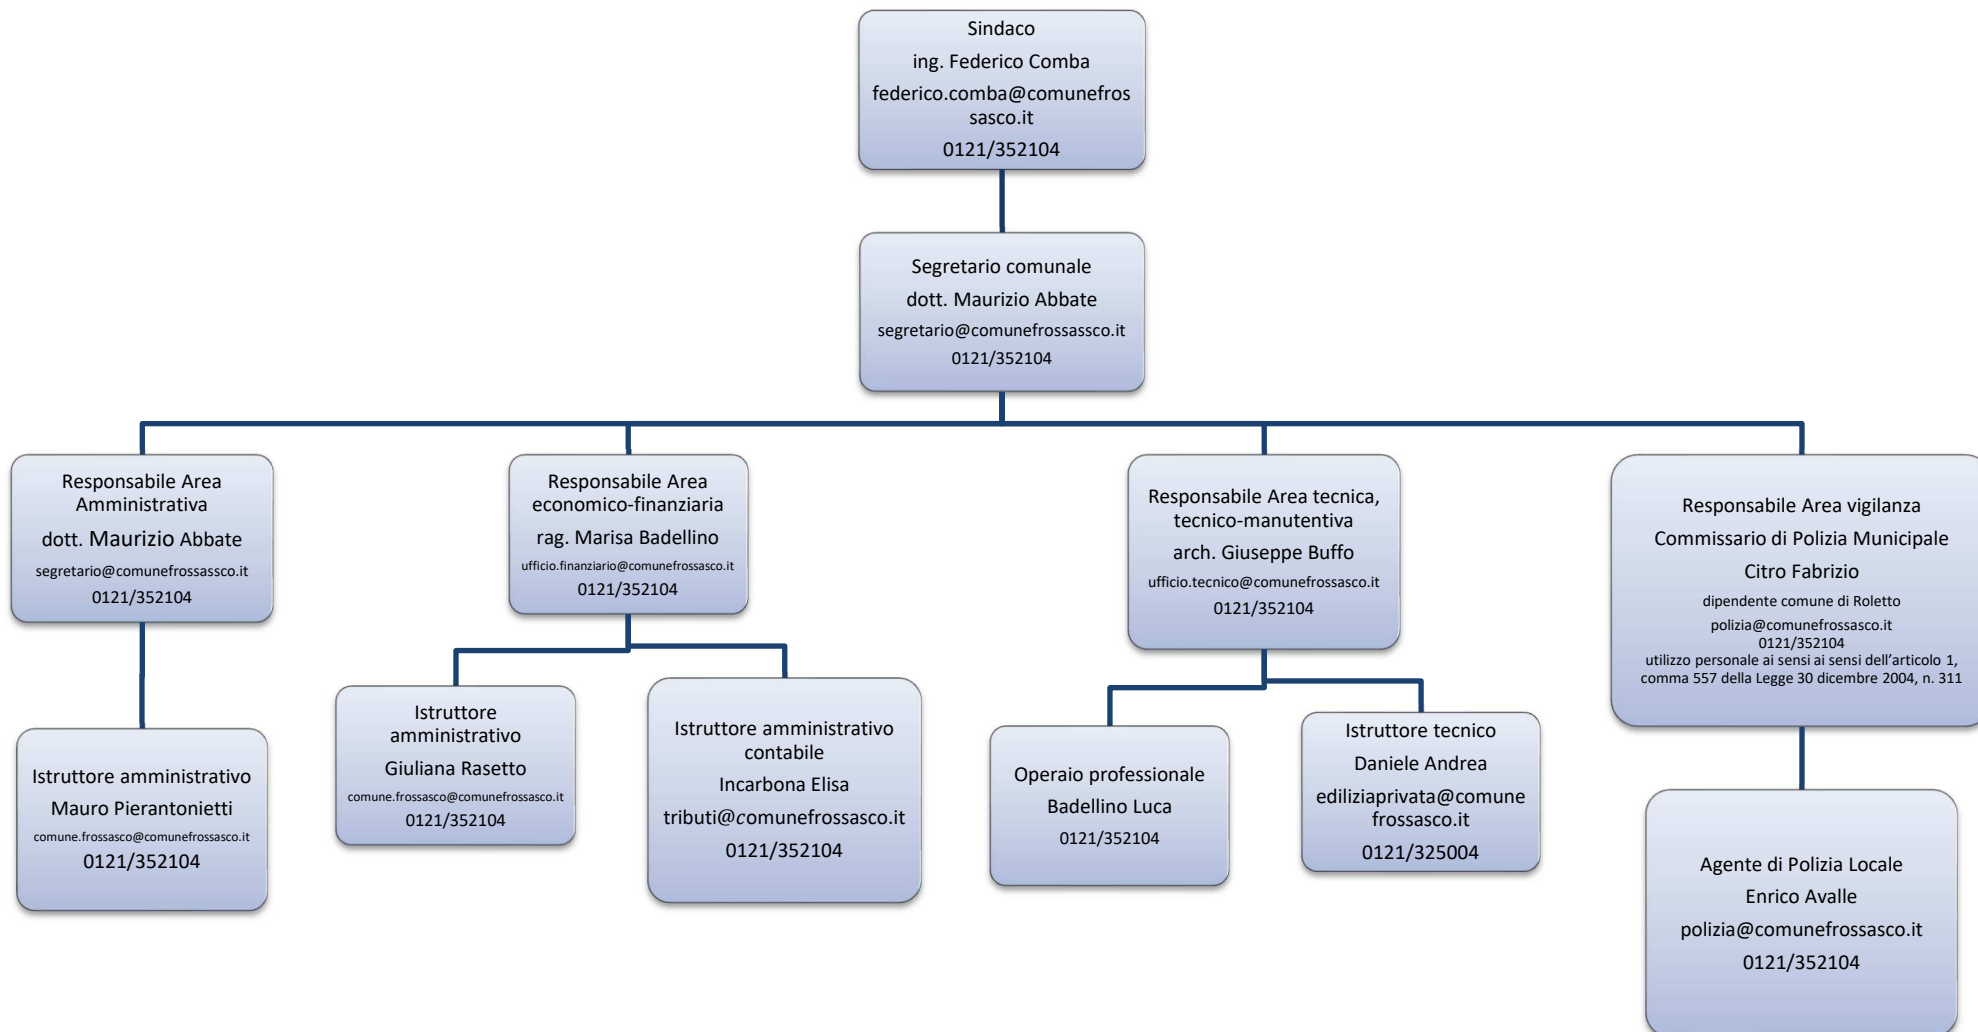 Sindaco
ing. Federico Comba
federico.comba@comunefros
sasco.it
0121/352104
Segretario comunale
dott. Maurizio Abbate
segretario@comunefrossassco.it
0121/352104
Responsabile Area
Amministrativa
dott. Maurizio Abbate
segretario@comunefrossassco.it
0121/352104
Responsabile Area
economico-finanziaria
rag. Marisa Badellino
ufficio.finanziario@comunefrossasco.it
0121/352104
Responsabile Area tecnica,
tecnico-manutentiva
arch. Giuseppe Buffo
ufficio.tecnico@comunefrossassco.it
0121/352104
Responsabile Area vigilanza
Commissario di Polizia Municipale
Citro Fabrizio
dipendente comune di Roletto
polizia@comunefrossasco.it
0121/352104
utilizzo personale ai sensi ai sensi dell'articolo 1,
comma 557 della Legge 30 dicembre 2004, n. 311
Istruttore amministrativo
Mauro Pierantonietti
comune.frossasco@comunefrossasco.it
0121/352104
Istruttore
amministrativo
Giuliana Rasetto
comune.frossasco@comunefrossasco.it
0121/352104
Istruttore amministrativo
contabile
Incarbona Elisa
tributi@comunefrossasco.it
0121/352104
Operaio professionale
Badellino Luca
0121/352104
Istruttore tecnico
Daniele Andrea
ediliziaprivata@comune
frossasco.it
0121/325004
Agente di Polizia Locale
Enrico Avalle
polizia@comunefrossasco.it
0121/352104